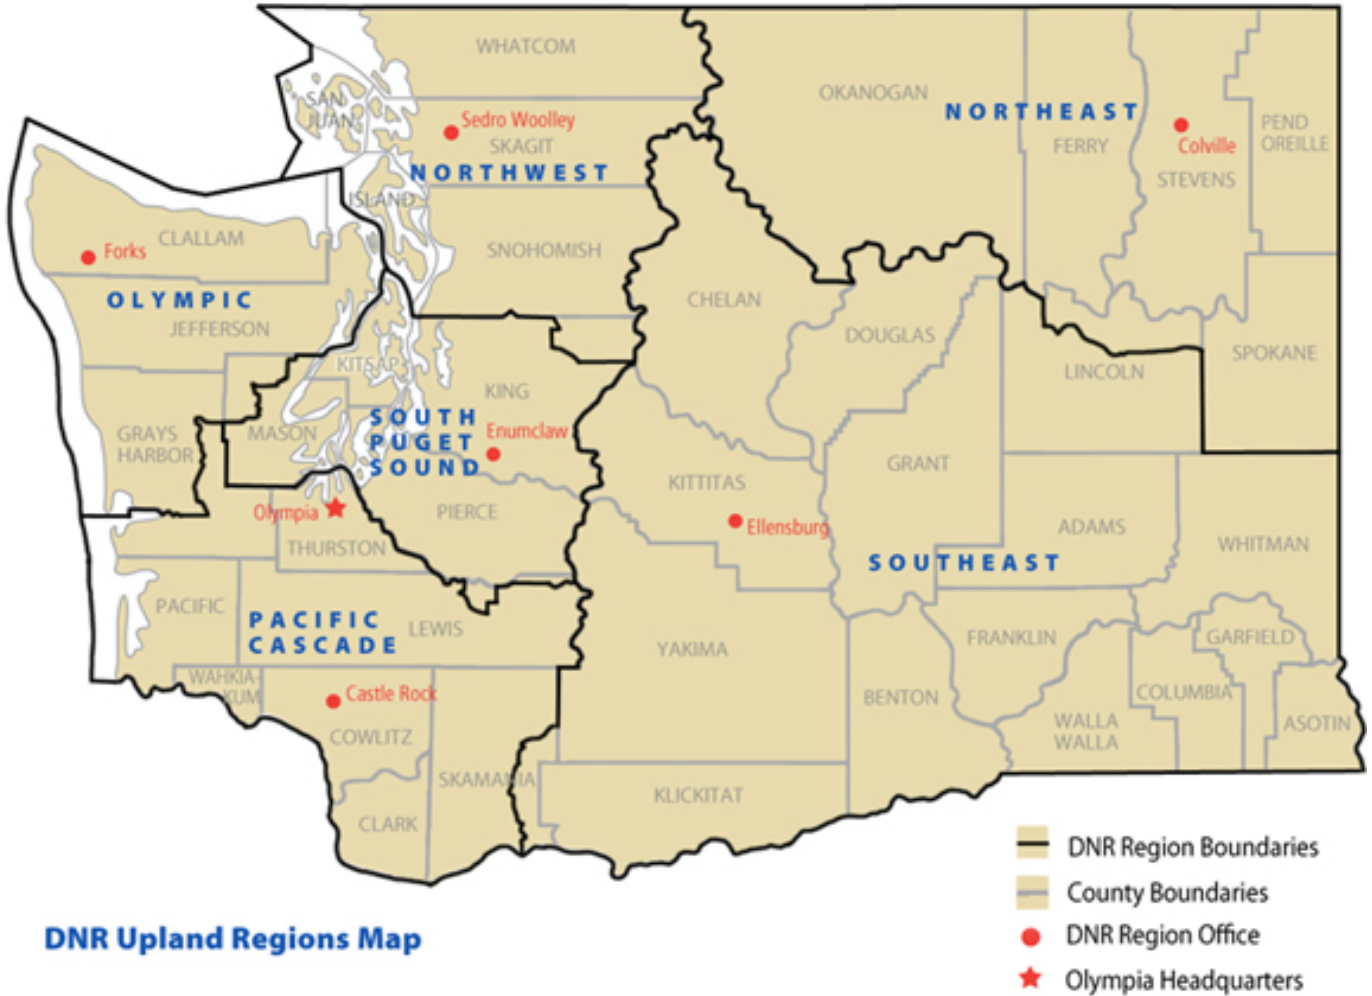 WHATCOM
OKANOGAN
NORTHEAST
SAN
JUAN
Sedro Woolley
SKAGIT
NORTHWEST
FERRY
Colville
STEVENS
PEND
OREILLE
ISLAND
CLALLAM
Forks
SNOHOMISH
OLYMPIC
JEFFERSON
CHELAN
DOUGLAS
KITSAP
KING
LINCOLN
SPOKANE
SOUTH
PUGET
SOUND
Enumclaw
GRAYS
HARBOR
MASON
KITTITAS
GRANT
Olympia
PIERCE
THURSTON
Ellensburg
ADAMS
WHITMAN
SOUTHEAST
PACIFIC
PACIFIC
CASCADE
LEWIS
YAKIMA
FRANKLIN
GARFIELD
WAHKIA-
KUM
Castle Rock
COWLITZ
BENTON
COLUMBIA
WALLA
WALLA
ASOTIN
SKAMANIA
KLICKITAT
CLARK
DNR Region Boundaries
County Boundaries
DNR Region Office
Olympia Headquarters
DNR Upland Regions Map